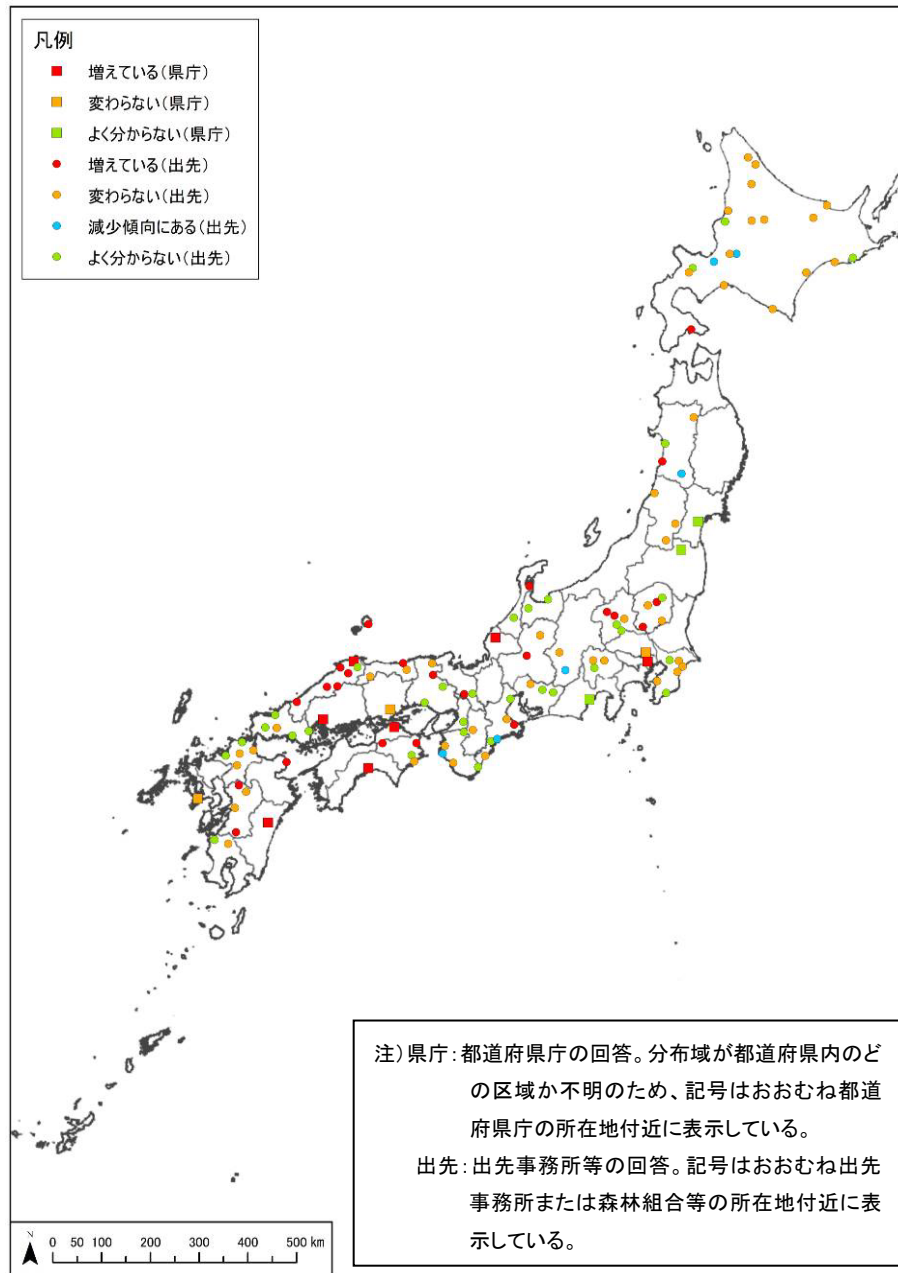 凡例
増えている(県庁)
変わらない(県庁)
よく分からない(県庁)
増えている(出先)
変わらない(出先)
減少傾向にある(出先)
よく分からない(出先)
注)県庁:都道府県庁の回答。分布域が都道府県内のど
の区域か不明のため、記号はおおむね都道
府県庁の所在地付近に表示している。
出先:出先事務所等の回答。記号はおおむね出先
事務所または森林組合等の所在地付近に表
示している。
N
0 50 100 200 300 400 500 km